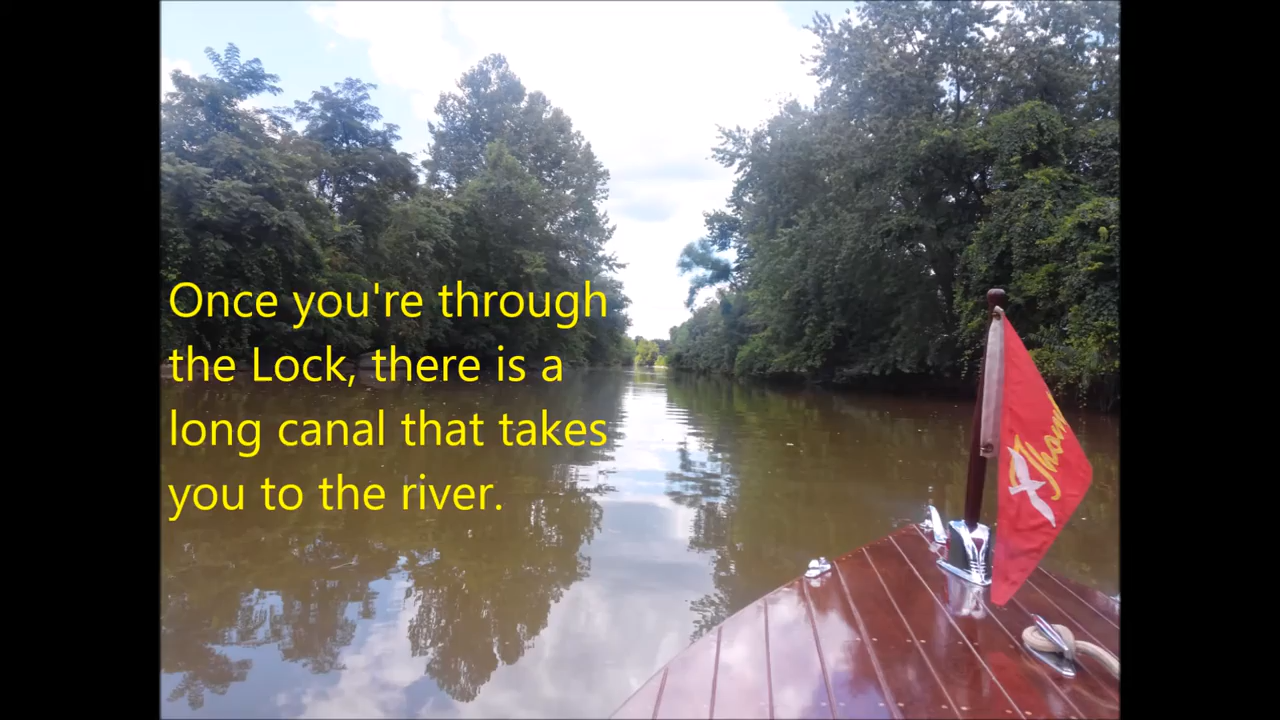 Once you're through
the Lock, there is a
long canal that takes
you to the river.